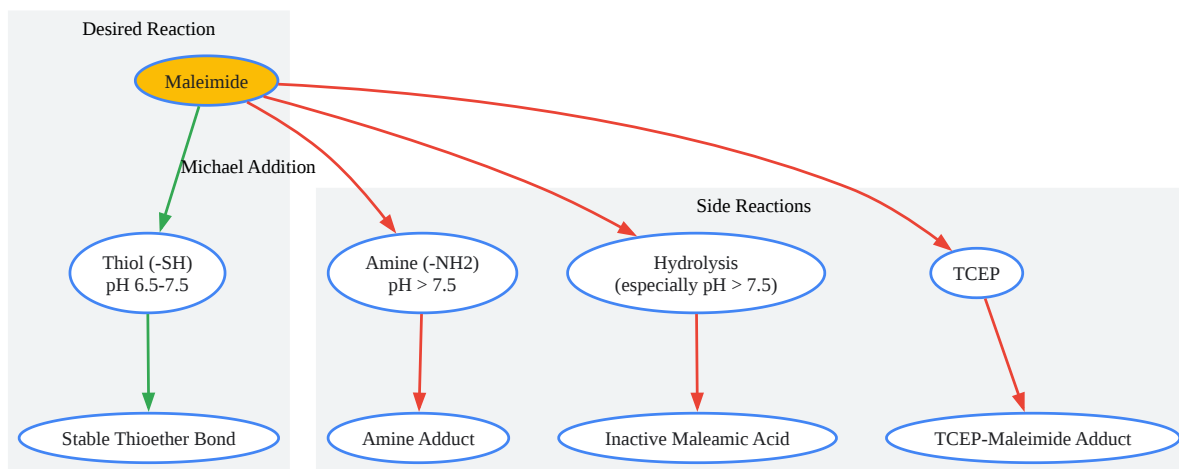 Desired Reaction
Maleimide
Michael Addition
Side Reactions
Thiol (-SH)
pH 6.5-7.5
Amine (-NH2)
pH > 7.5
Hydrolysis
(especially pH > 7.5)
TCEP
Stable Thioether Bond
Amine Adduct
Inactive Maleamic Acid
TCEP-Maleimide Adduct